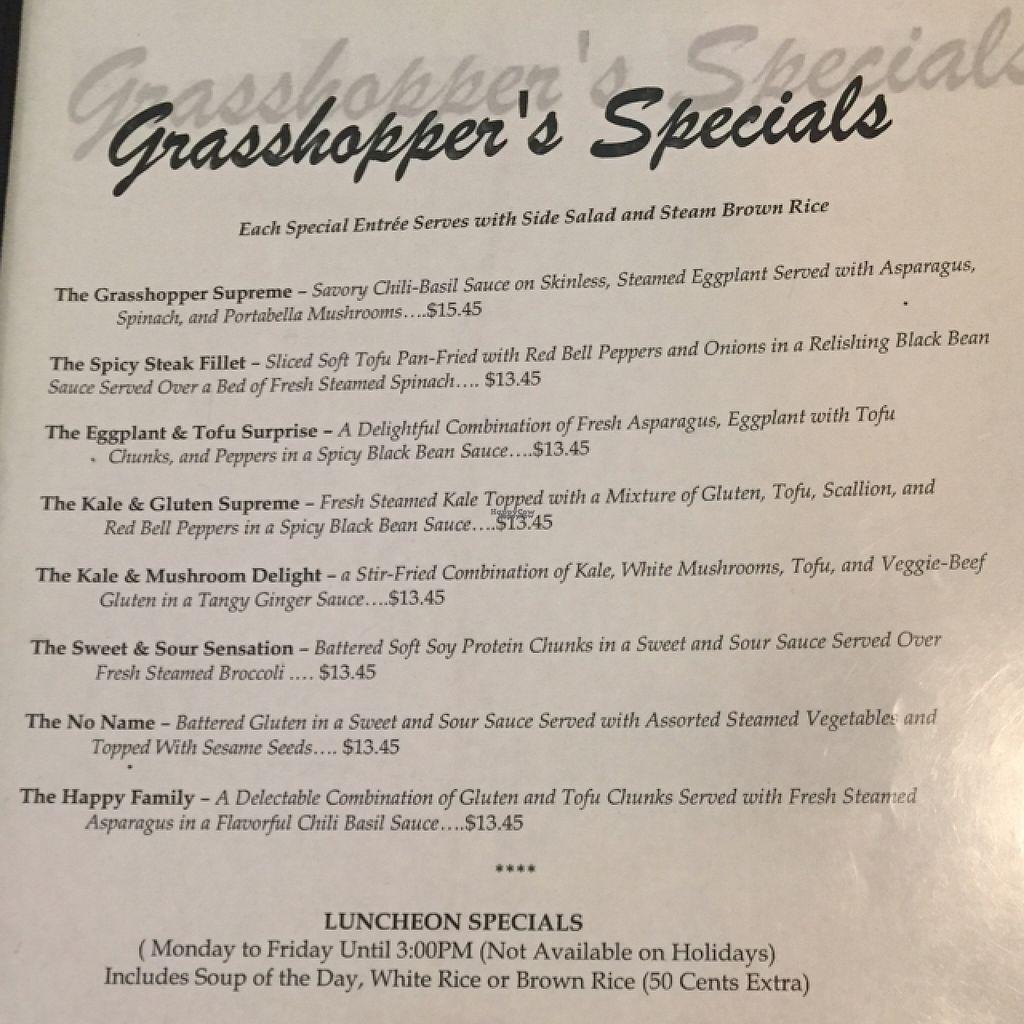 Grasshopper's Specials
Grasshopper's Specials
Each Special Entrée Serves with Side Salad and Steam Brown Rice
The Grasshopper Supreme – Savory Chili-Basil Sauce on Skinless, Steamed Eggplant Served with Asparagus,
Spinach, and Portabella Mushrooms….$15.45
The Spicy Steak Fillet – Sliced Soft Tofu Pan-Fried with Red Bell Peppers and Onions in a Relishing Black Bean
Sauce Served Over a Bed of Fresh Steamed Spinach…. $13.45
The Eggplant & Tofu Surprise – A Delightful Combination of Fresh Asparagus, Eggplant with Tofu
Chunks, and Peppers in a Spicy Black Bean Sauce….$13.45
The Kale & Gluten Supreme – Fresh Steamed Kale Topped with a Mixture of Gluten, Tofu, Scallion, and
HappyCow
Red Bell Peppers in a Spicy Black Bean Sauce….$13.45
The Kale & Mushroom Delight – a Stir-Fried Combination of Kale, White Mushrooms, Tofu, and Veggie-Beef
Gluten in a Tangy Ginger Sauce….$13.45
The Sweet & Sour Sensation – Battered Soft Soy Protein Chunks in a Sweet and Sour Sauce Served Over
Fresh Steamed Broccoli …. $13.45
The No Name – Battered Gluten in a Sweet and Sour Sauce Served with Assorted Steamed Vegetables and
Topped With Sesame Seeds…. $13.45
The Happy Family – A Delectable Combination of Gluten and Tofu Chunks Served with Fresh Steamed
Asparagus in a Flavorful Chili Basil Sauce….$13.45
****
LUNCHEON SPECIALS
( Monday to Friday Until 3:00PM (Not Available on Holidays)
Includes Soup of the Day, White Rice or Brown Rice (50 Cents Extra)